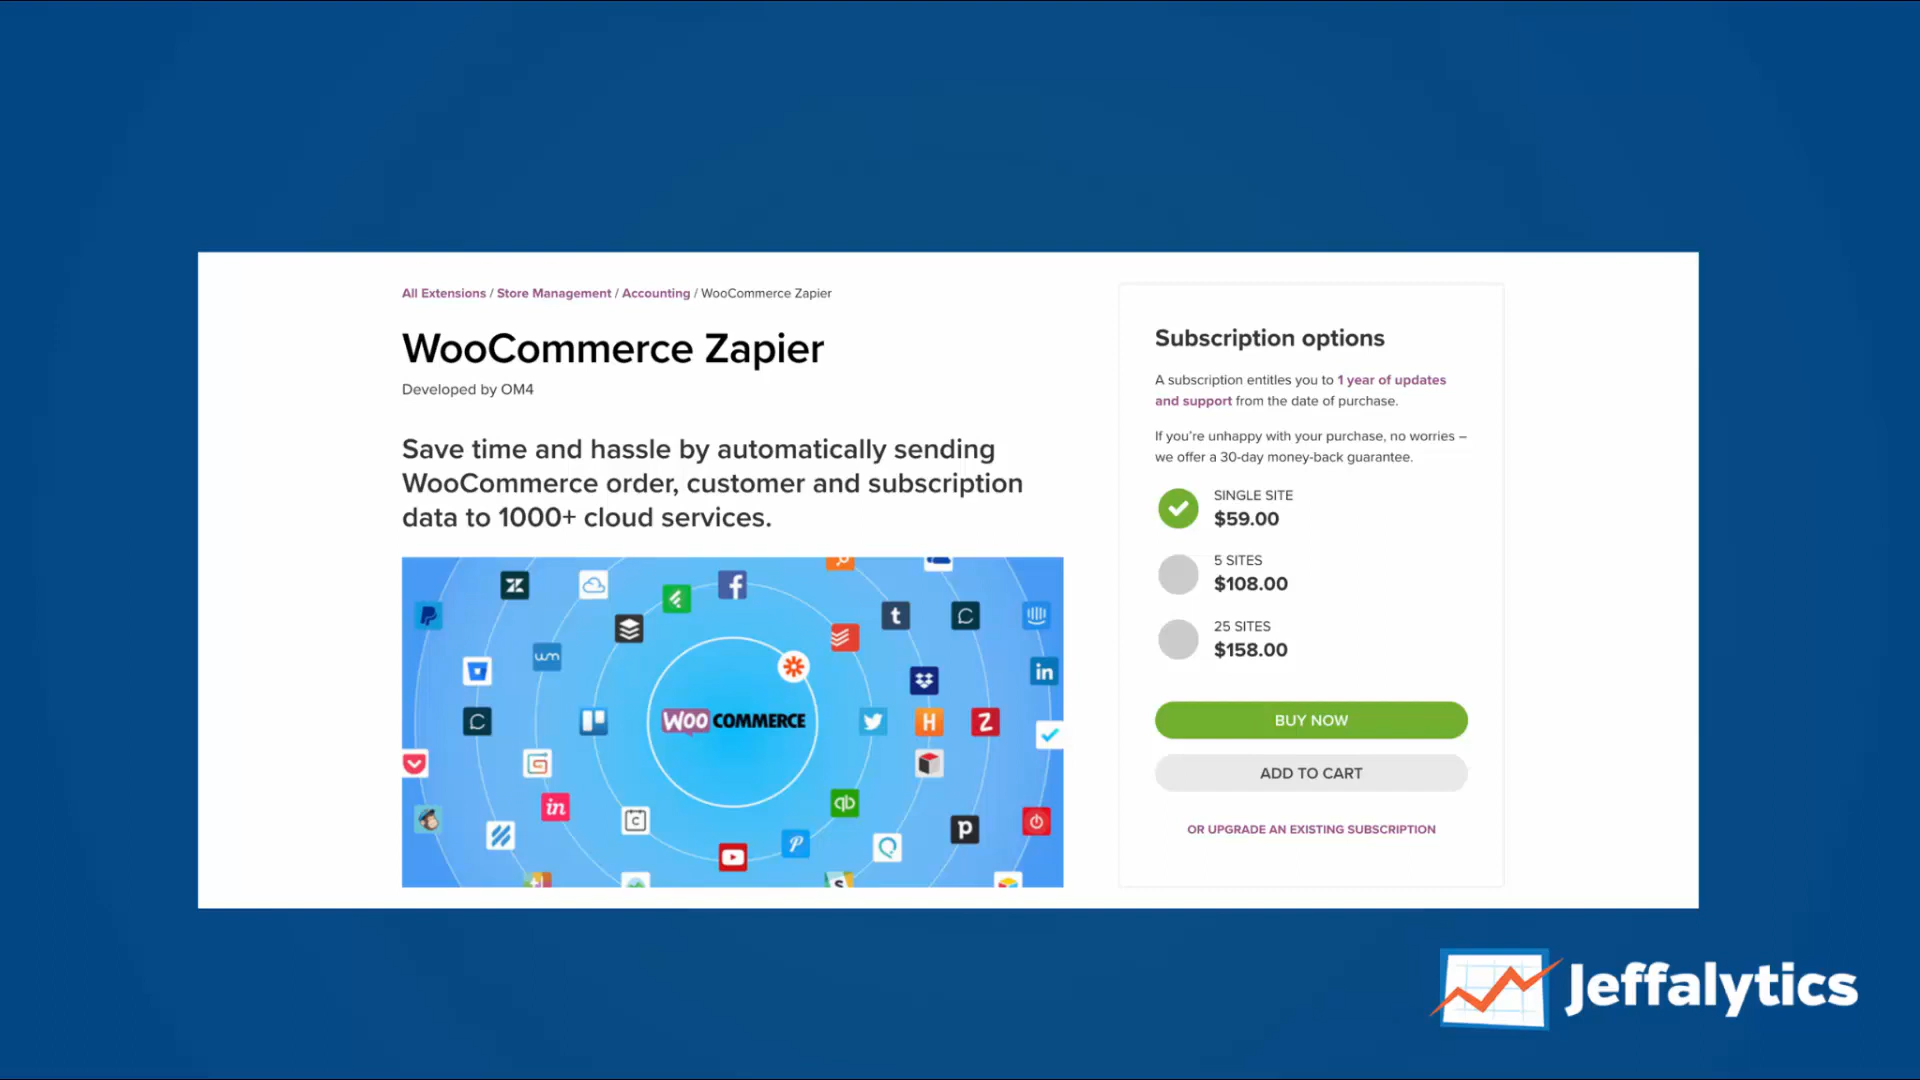 All Extensions / Store Management / Accounting / WooCommerce Zapier
WooCommerce Zapier
Developed by OM4
Save time and hassle by automatically sending
WooCommerce order, customer and subscription
data to 1000+ cloud services.
WOO COMMERCE
Subscription options
A subscription entitles you to 1 year of updates
and support from the date of purchase.
If you’re unhappy with your purchase, no worries –
we offer a 30-day money-back guarantee.
SINGLE SITE
$59.00
5 SITES
$108.00
25 SITES
$158.00
BUY NOW
ADD TO CART
OR UPGRADE AN EXISTING SUBSCRIPTION
Jeffalytics